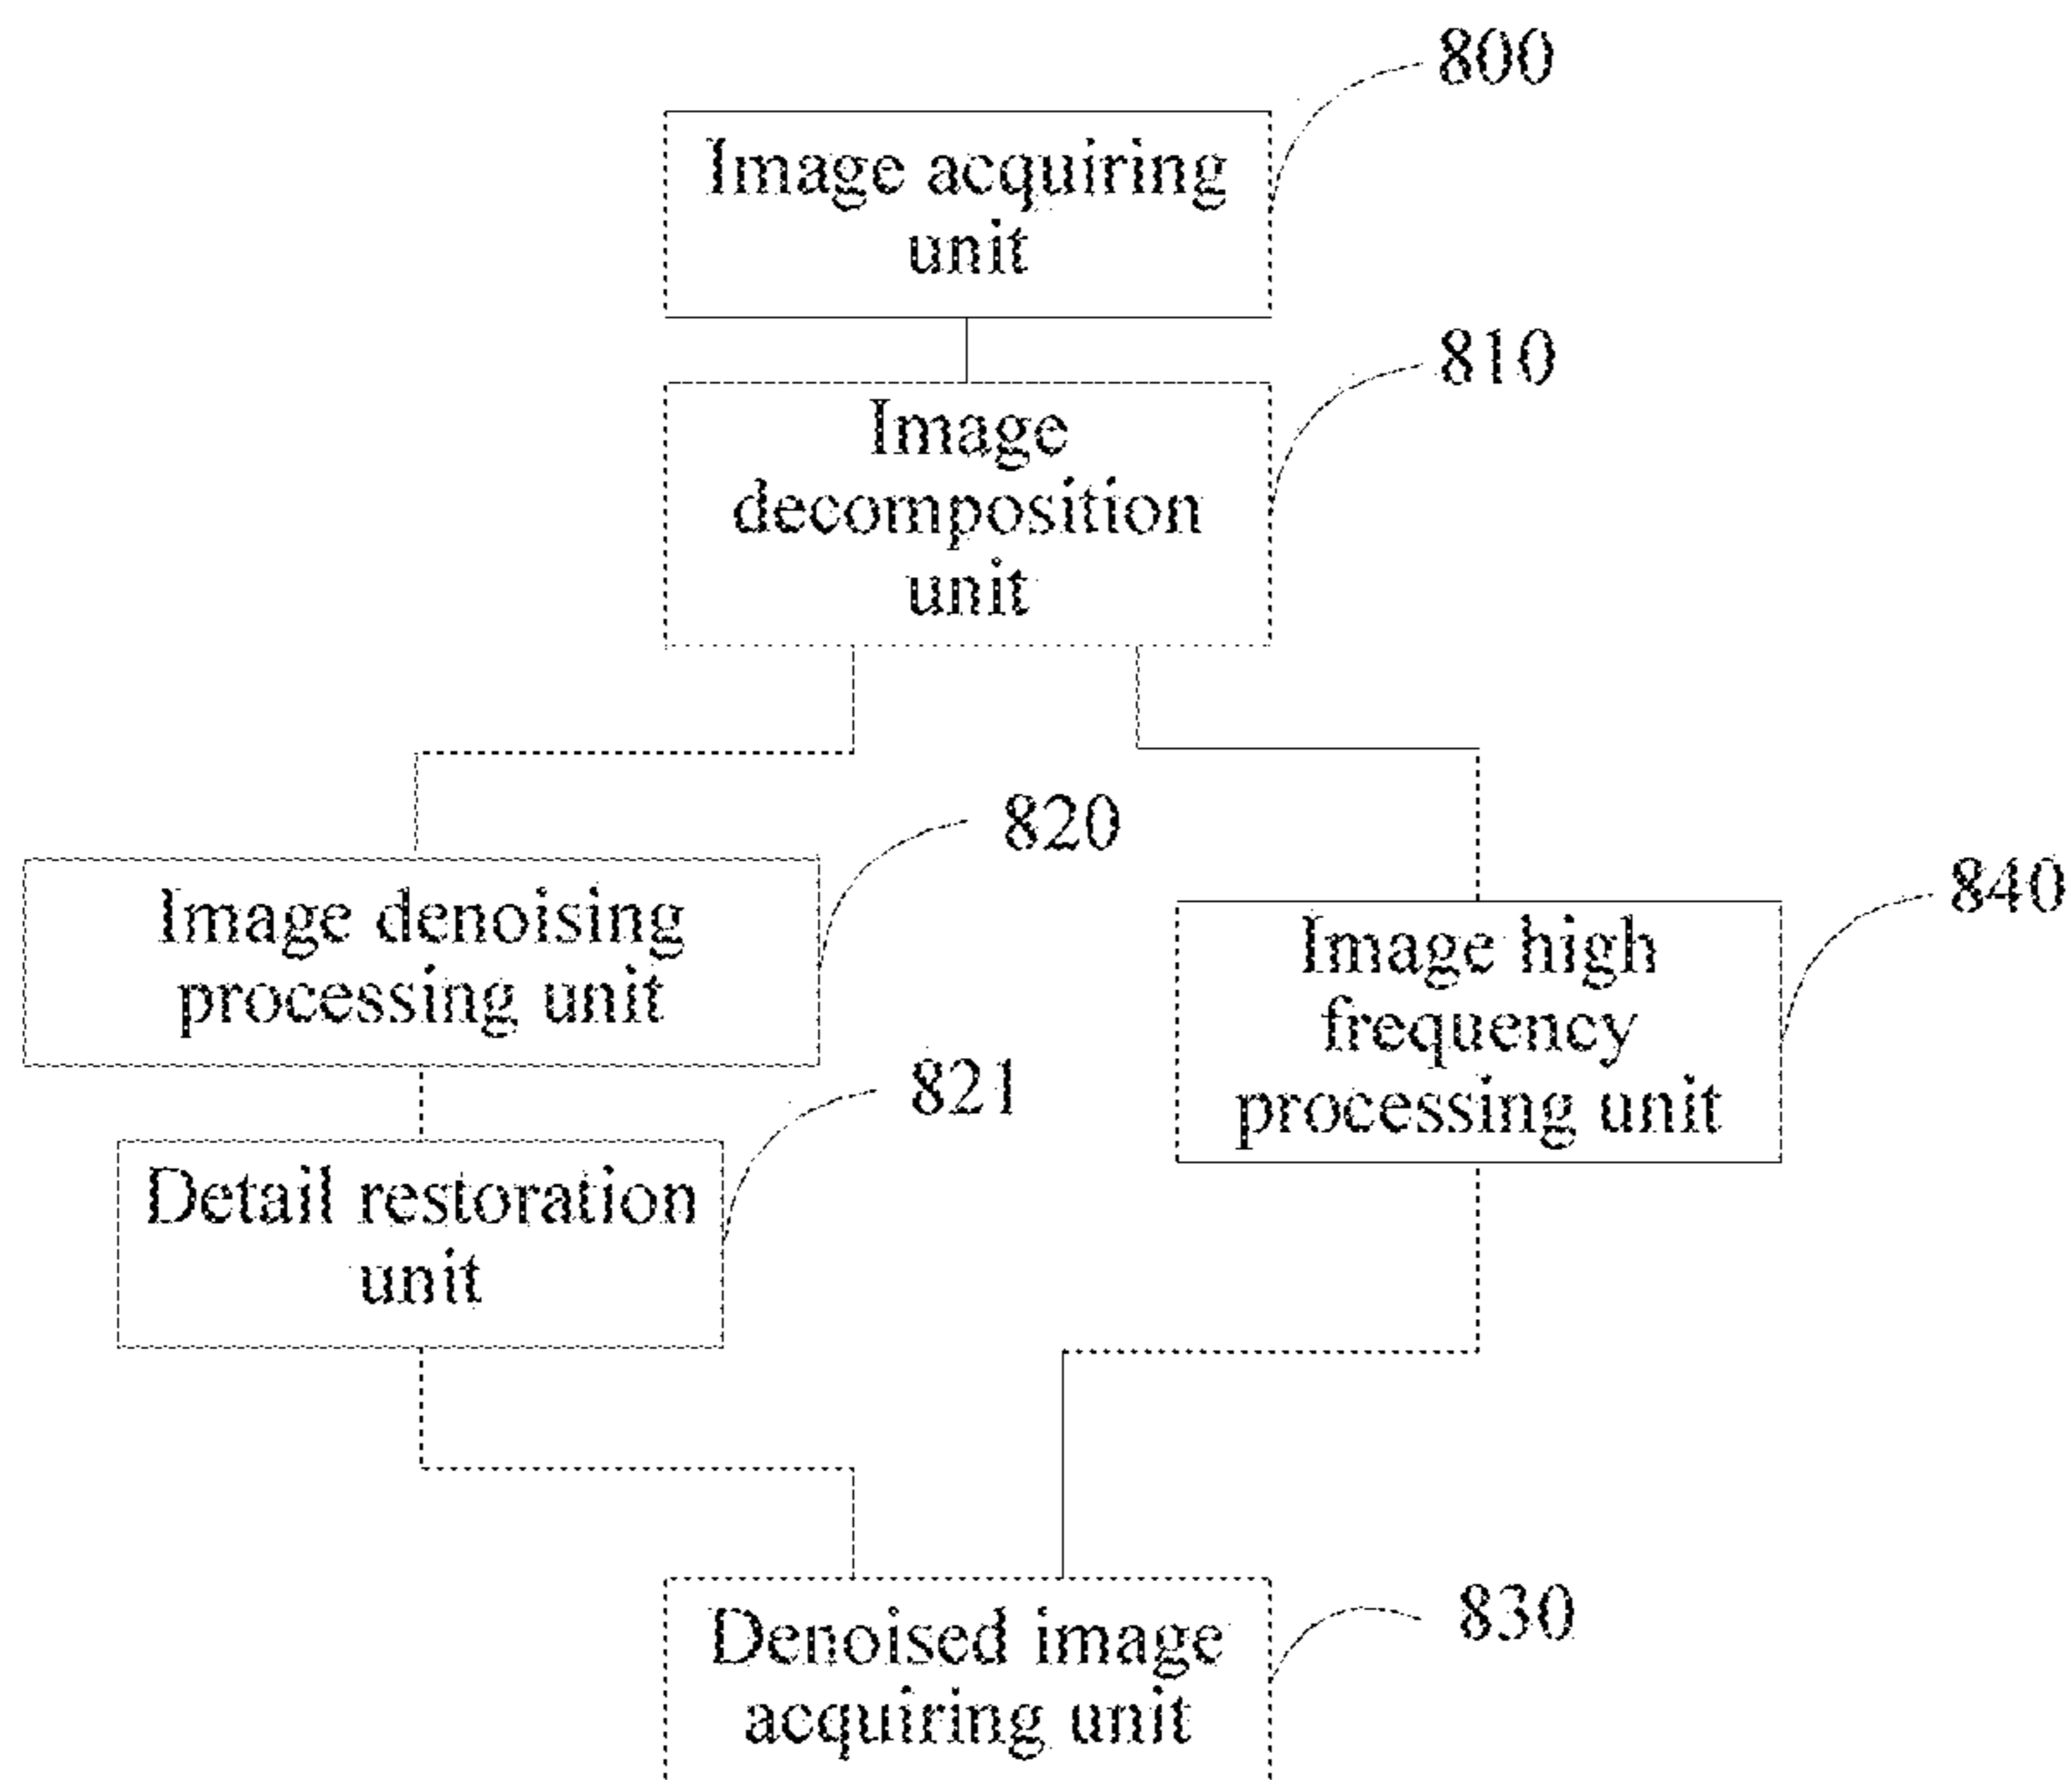 800
Image acquiring
unit
810
Image
decomposition
unit
820
Image denoising
processing unit
840
Image high
frequency
processing unit
821
Detail restoration
unit
830
Denoised image
acquiring unit